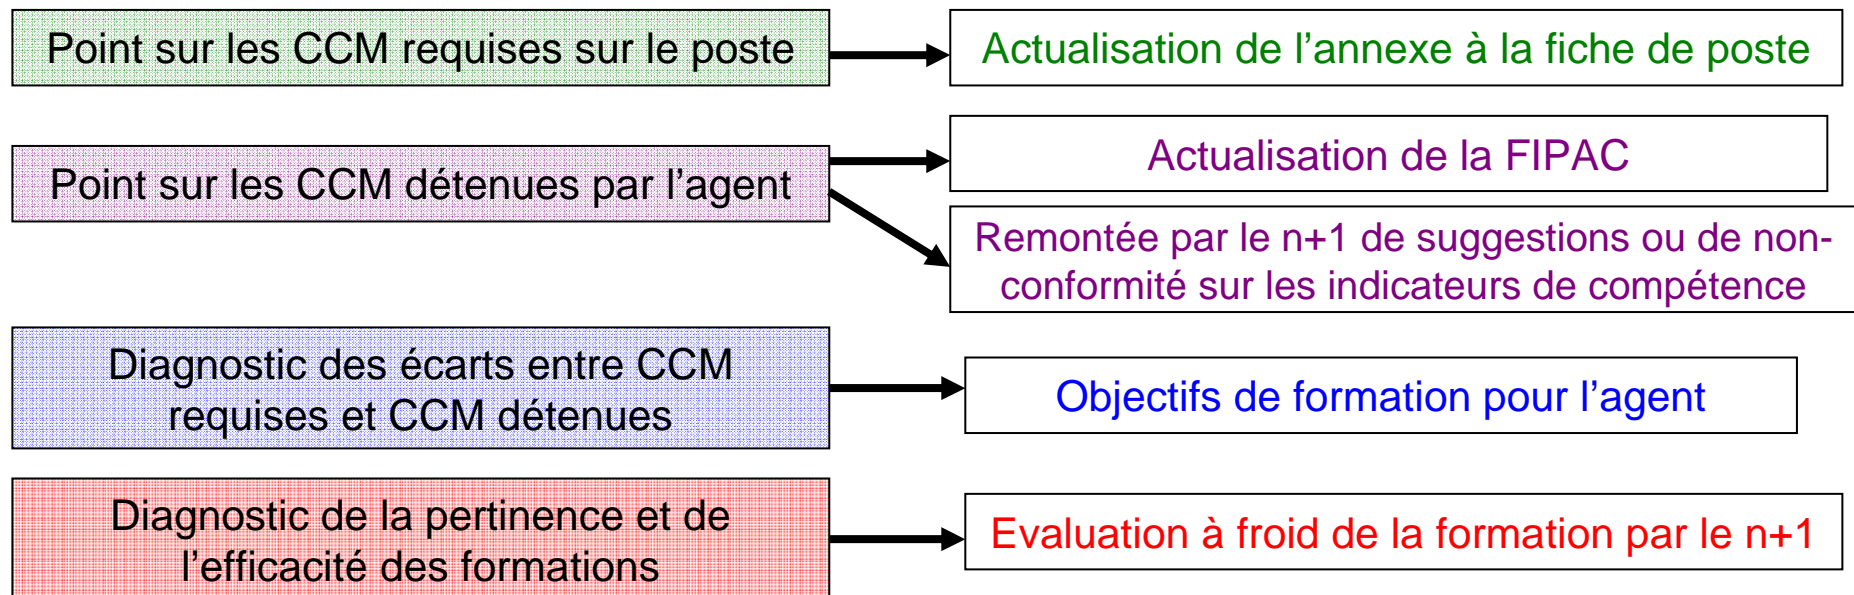 Point sur les CCM requises sur le poste
Actualisation de l’annexe à la fiche de poste
Point sur les CCM détenues par l’agent
Actualisation de la FIPAC
Remontée par le n+1 de suggestions ou de non-
conformité sur les indicateurs de compétence
Diagnostic des écarts entre CCM
requises et CCM détenues
Objectifs de formation pour l’agent
Diagnostic de la pertinence et de
l’efficacité des formations
Evaluation à froid de la formation par le n+1